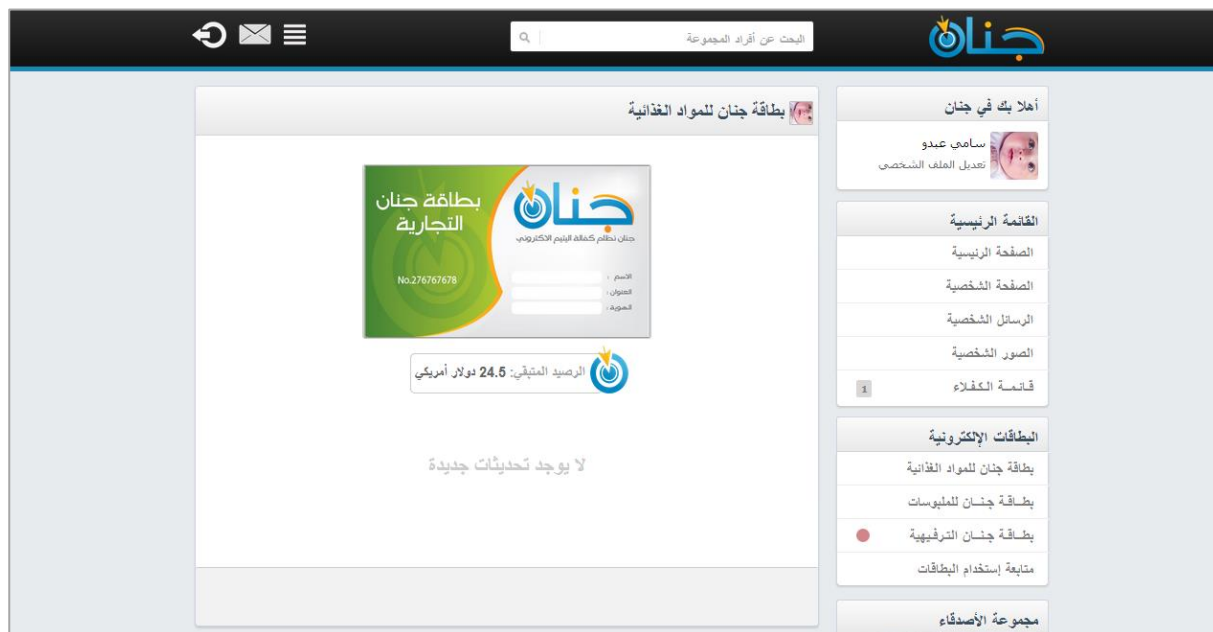 جنان
البحث عن أفراد المجموعة
أهلا بك في جنان
سامي عبدو
تعديل الملف الشخصي
القائمة الرئيسية
الصفحة الرئيسية
الصفحة الشخصية
الرسائل الشخصية
الصور الشخصية
قائمة الكفلاء 1
البطاقات الإلكترونية
بطاقة جنان للمواد الغذائية
بطاقة جنان للملبوسات
بطاقة جنان الترفيهية
متابعة إستخدام البطاقات
مجموعة الأصدقاء
بطاقة جنان للمواد الغذائية
جنان
جنان نظام كفالة اليتيم الالكتروني
الاسم :
العنوان :
الهوية :
بطاقة جنان
التجارية
No.276767678
الرصيد المتبقي: 24.5 دولار أمريكي
لا يوجد تحديثات جديدة